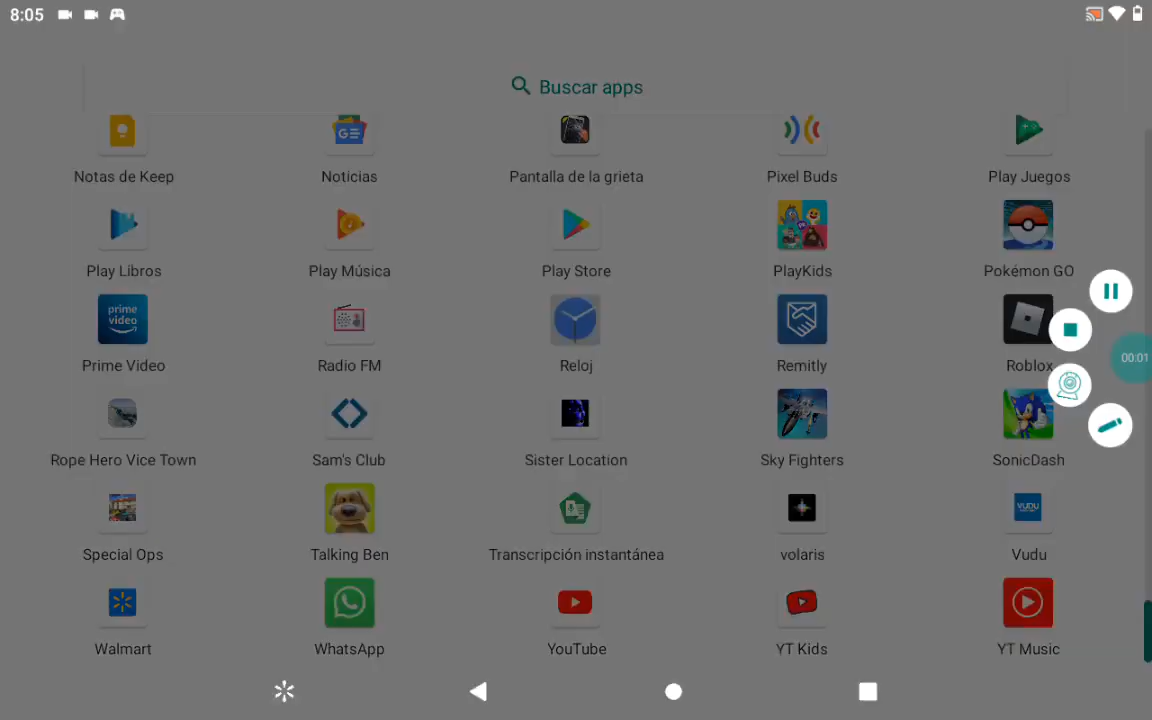 8:05
Buscar apps
Notas de Keep
Noticias
Pantalla de la grieta
Pixel Buds
Play Juegos
Play Libros
Play Música
Play Store
PlayKids
Pokémon GO
prime video
Prime Video
Radio FM
Reloj
Remitly
Roblox
00:01
Rope Hero Vice Town
Sam's Club
Sister Location
Sky Fighters
SonicDash
VUDU
Special Ops
Talking Ben
Transcripción instantánea
volaris
Vudu
Walmart
WhatsApp
YouTube
YT Kids
YT Music